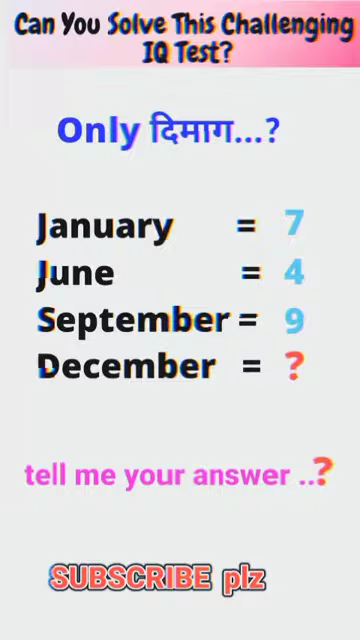 Can You Solve This Challenging
IQ Test?
Only दिमाग...?
January = 7
June = 4
September = 9
December = ?
tell me your answer ..?
SUBSCRIBE plz